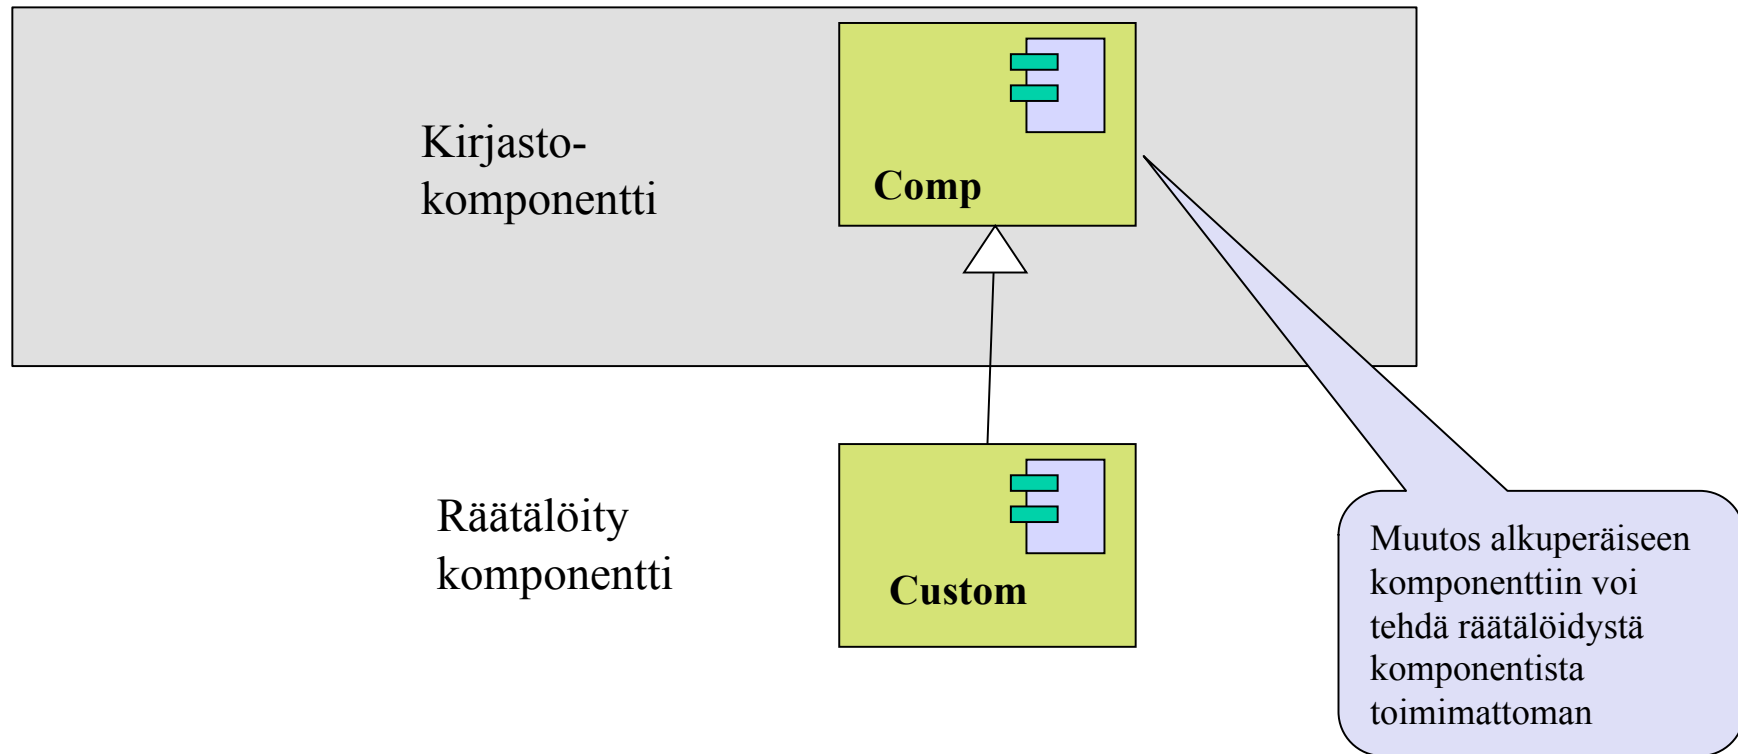 Kirjasto-
komponentti
Comp
Räätälöity
komponentti
Custom
Muutos alkuperäiseen
komponenttiin voi
tehdä räätälöidystä
komponentista
toimimattoman